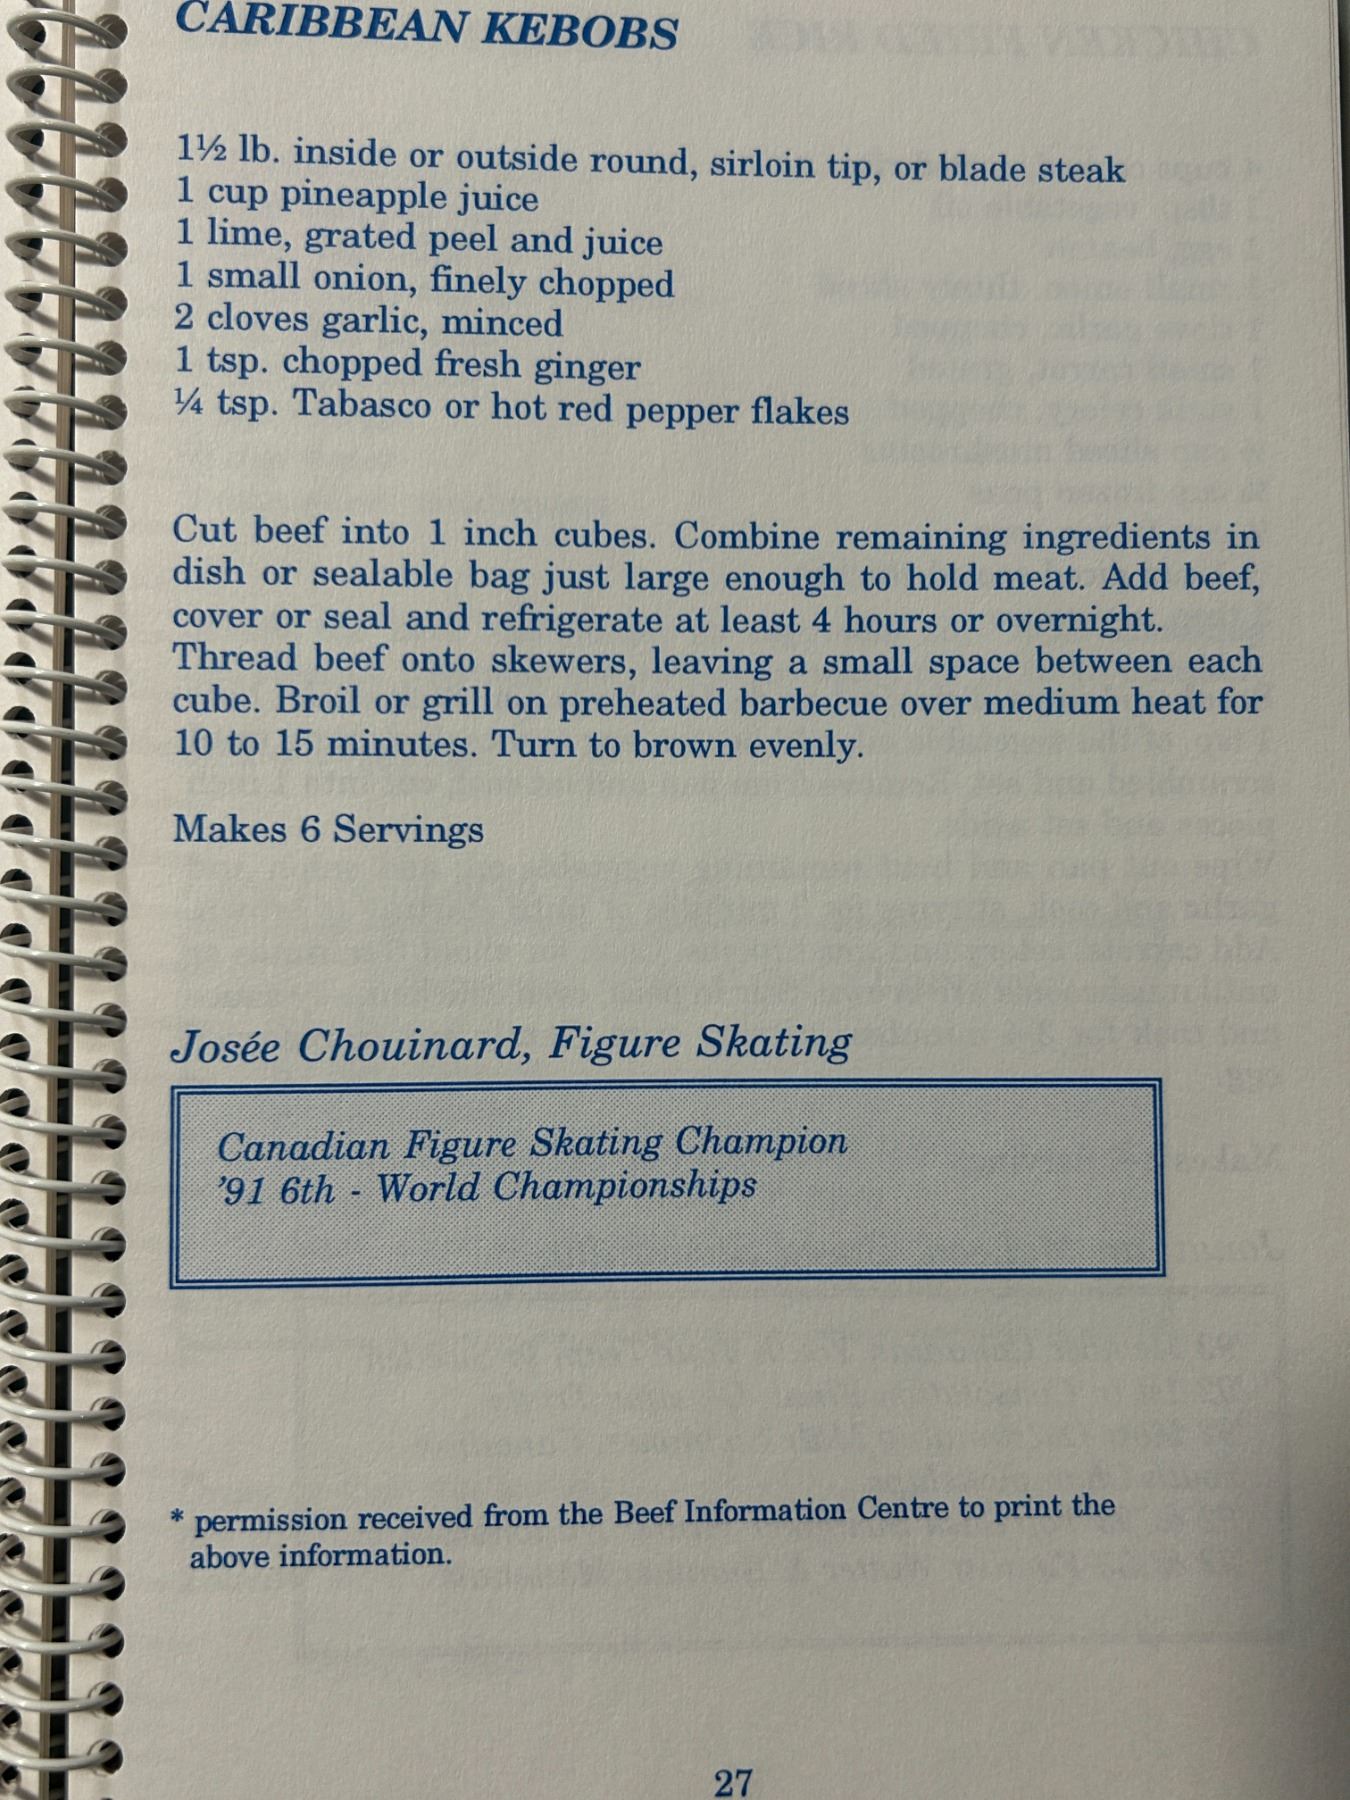 CARIBBEAN KEBOBS
1½ lb. inside or outside round, sirloin tip, or blade steak
1 cup pineapple juice
1 lime, grated peel and juice
1 small onion, finely chopped
2 cloves garlic, minced
1 tsp. chopped fresh ginger
¼ tsp. Tabasco or hot red pepper flakes
Cut beef into 1 inch cubes. Combine remaining ingredients in
dish or sealable bag just large enough to hold meat. Add beef,
cover or seal and refrigerate at least 4 hours or overnight.
Thread beef onto skewers, leaving a small space between each
cube. Broil or grill on preheated barbecue over medium heat for
10 to 15 minutes. Turn to brown evenly.
Makes 6 Servings
Josée Chouinard, Figure Skating
Canadian Figure Skating Champion
'91 6th - World Championships
* permission received from the Beef Information Centre to print the
above information.
27